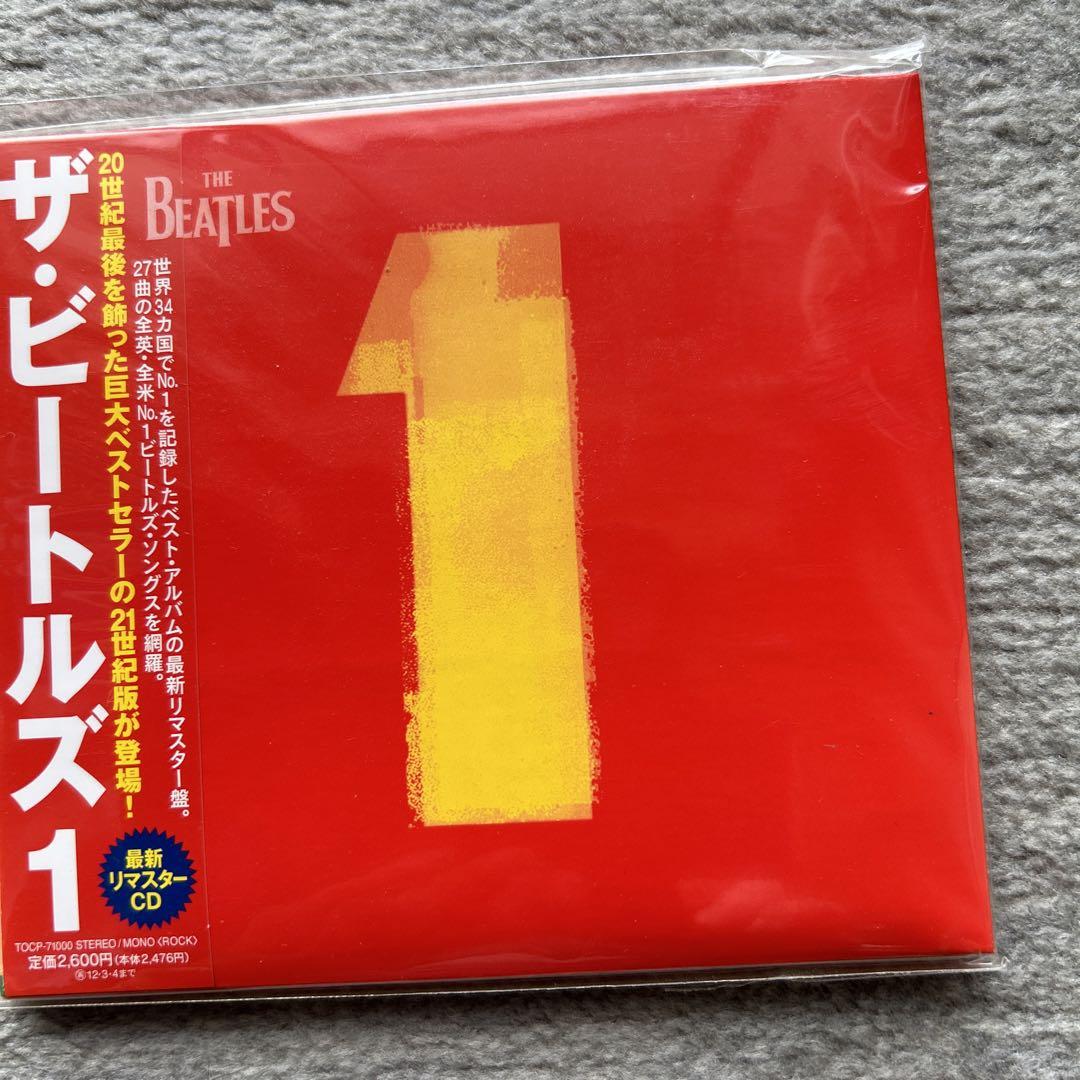 ザ・ビートルズ 1
20世紀最後を飾った巨大ベストセラーの21世紀版が登場!
THE
BEATLES
世界34カ国でNo.1を記録したベスト・アルバムの最新リマスター盤。
27曲の全英・全米No.1ビートルズ・ソングスを網羅。
1
最新
リマスター
CD
TOCP-71000 STEREO/MONO〈ROCK〉
定価2,600円(本体2,476円)
12・3・4まで